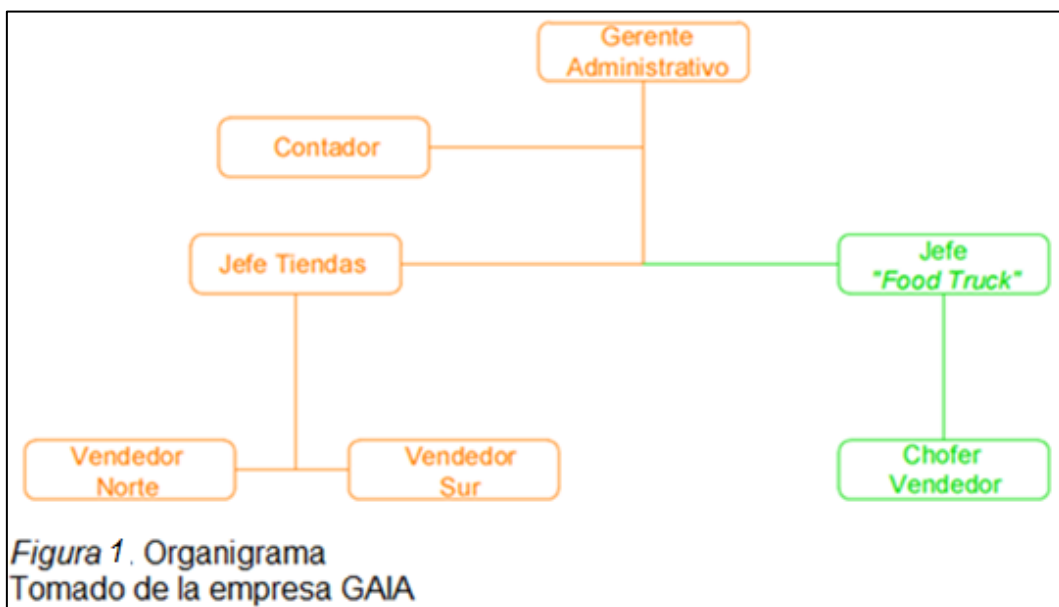 Gerente
Administrativo
Contador
Jefe Tiendas
Jefe
"Food Truck"
Vendedor
Norte
Vendedor
Sur
Chofer
Vendedor
Figura 1. Organigrama
Tomado de la empresa GAIA